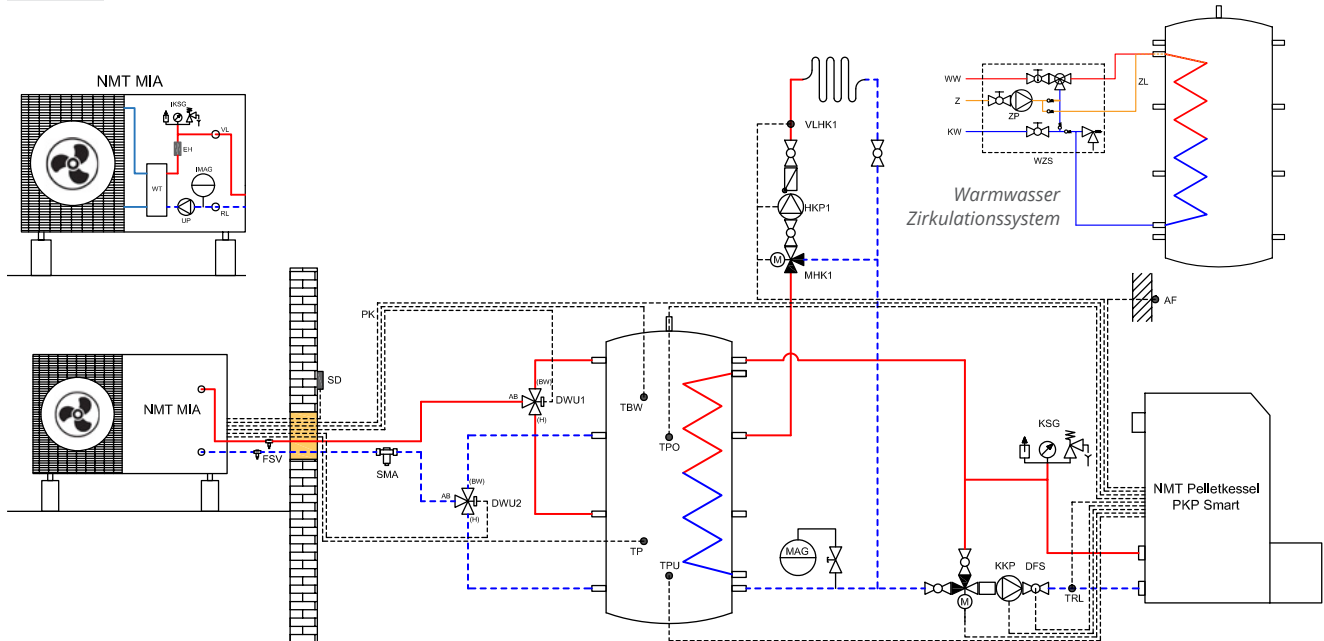 NMT MIA
IKSG
VL
EH
IMAG
WT
UP
RL
VLHK1
HKP1
M
MHK1
WW
Z
ZP
KW
WZS
ZL
Warmwasser
Zirkulationssystem
AF
PK
SD
NMT MIA
FSV
SMA
(BW)
AB
DWU1
(H)
(BW)
AB
DWU2
(H)
TBW
TPO
TP
TPU
MAG
KSG
NMT Pelletkessel
PKP Smart
KKP
DFS
TRL
M